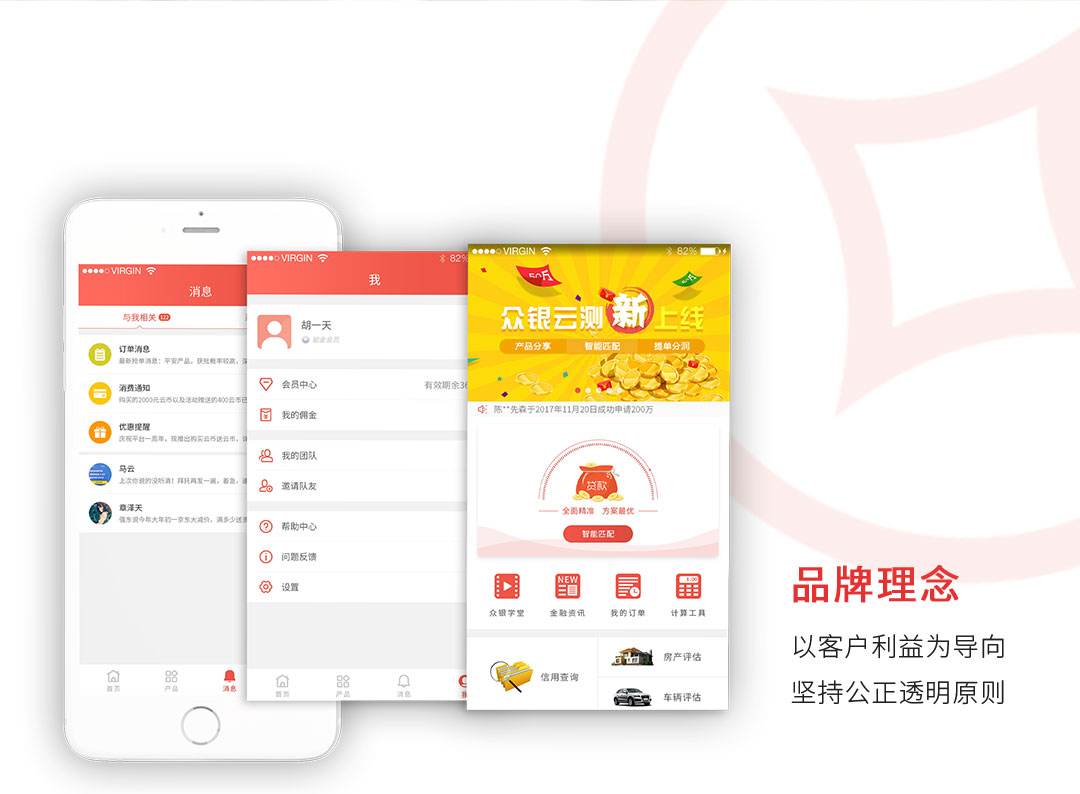 VIRGIN
消息
与我相关 122
订单消息
最新抢单消息：平安产品，获批概率较高，深
消费通知
购买的2000元云币以及活动赠送的400云币已
优惠提醒
庆祝平台一周年，现推出购买云币送云币，详
马云
上次你说的没听清！拜托再发一遍，着急，速
章泽天
强东说今年大年初一京东大减价，满多少送多
首页
产品
消息
VIRGIN 82%
我
胡一天
铂金会员
会员中心 有效期余36
我的佣金
我的团队
邀请队友
帮助中心
问题反馈
设置
首页 产品 消息
VIRGIN 82%
众银云测 新 上线
产品分享 智能匹配 提单分润
陈**先森于2017年11月20日成功申请200万
贷款
全面精准 方案最优
智能匹配
NEW
众银学堂 金融资讯 我的订单 计算工具
信用查询
房产评估
车辆评估
品牌理念
以客户利益为导向
坚持公正透明原则